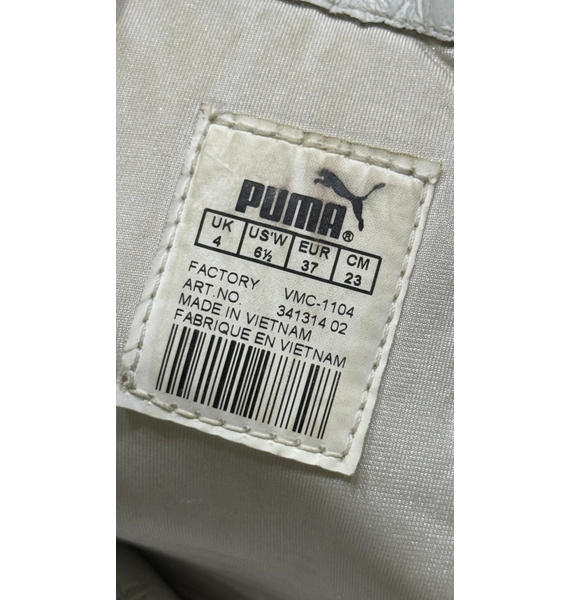 PUMA®
UK US'W EUR CM
4 6½ 37 23
FACTORY VMC-1104
ART.NO. 341314 02
MADE IN VIETNAM
FABRIQUE EN VIETNAM